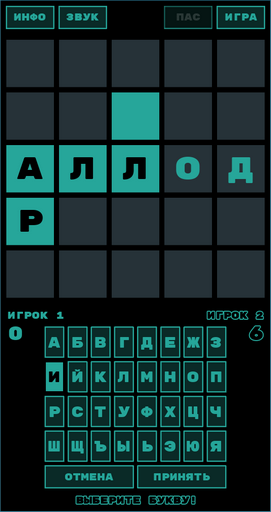 ИНФО ЗВУК ПАС ИГРА
АЛЛОД
Р
ИГРОК 1 ИГРОК 2
0 6
А Б В Г Д Е Ж З
И Й К Л М Н О П
Р С Т У Ф Х Ц Ч
Ш Щ Ъ Ы Ь Э Ю Я
ОТМЕНА ПРИНЯТЬ
ВЫБЕРИТЕ БУКВУ!